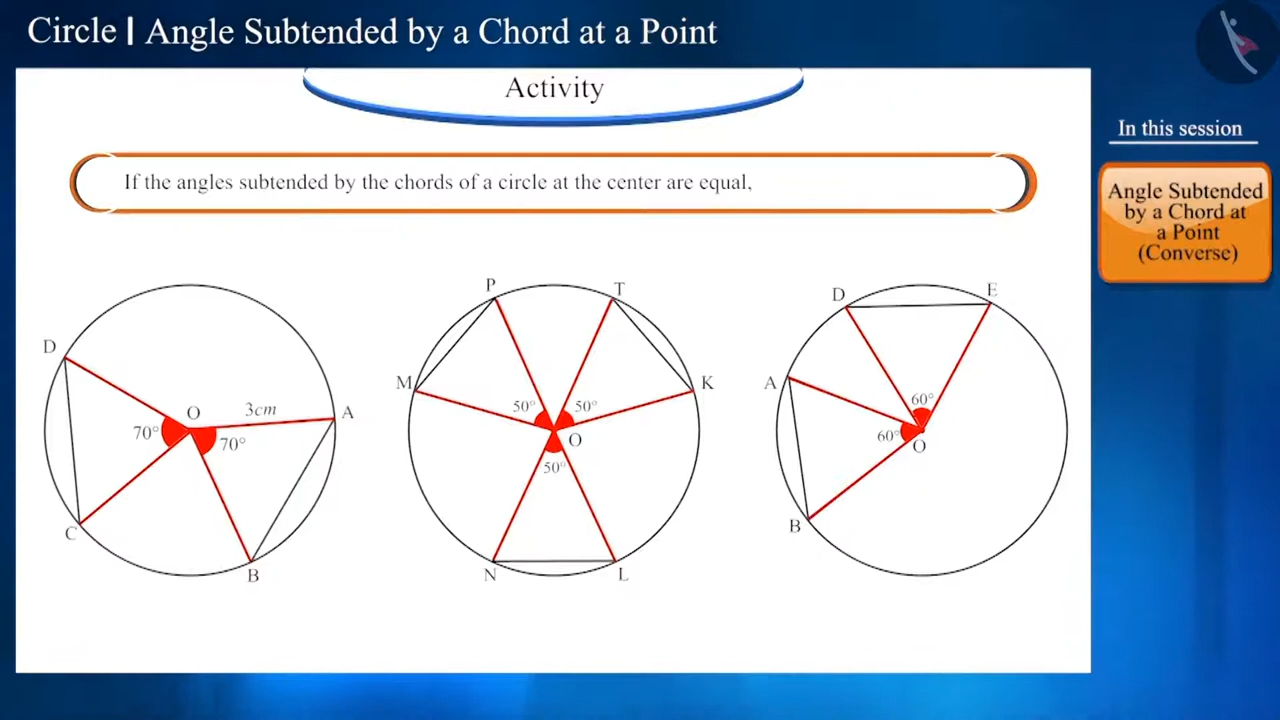 Circle | Angle Subtended by a Chord at a Point
Activity
In this session
If the angles subtended by the chords of a circle at the center are equal,
Angle Subtended
by a Chord at
a Point
(Converse)
D
O
3cm
A
70°
70°
C
B
P
T
M
K
50°
50°
O
50°
N
L
D
E
A
60°
60°
O
B